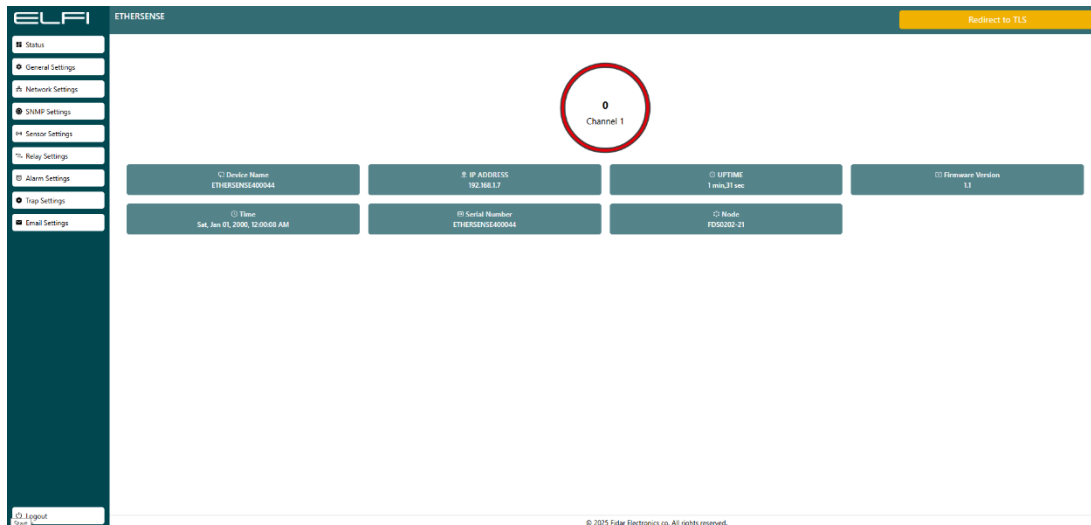 ELFI
ETHERSENSE
Redirect to TLS
Status
General Settings
Network Settings
SNMP Settings
Sensor Settings
Relay Settings
Alarm Settings
Trap Settings
Email Settings
0
Channel 1
Device Name
ETHERSENSE400044
IP ADDRESS
192.168.1.7
UPTIME
1 min,31 sec
Firmware Version
1.1
Time
Sat, Jan 01, 2000, 12:00:08 AM
Serial Number
ETHERSENSE400044
Node
FDS0202-21
Logout
Start
© 2025 Fidar Electronics co. All rights reserved.